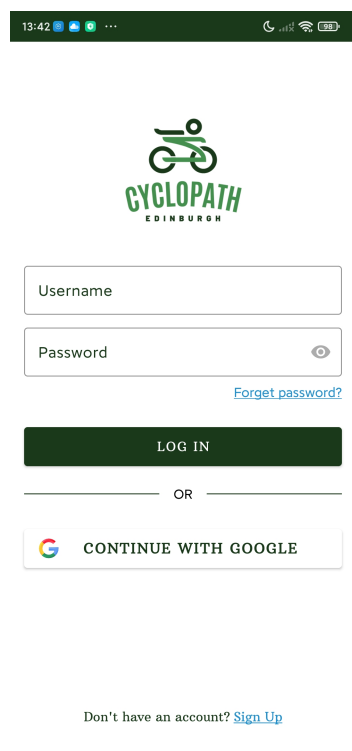 13:42 ... 98
CYCLOPATH
EDINBURGH
Username
Password
Forget password?
LOG IN
OR
CONTINUE WITH GOOGLE
Don't have an account? Sign Up